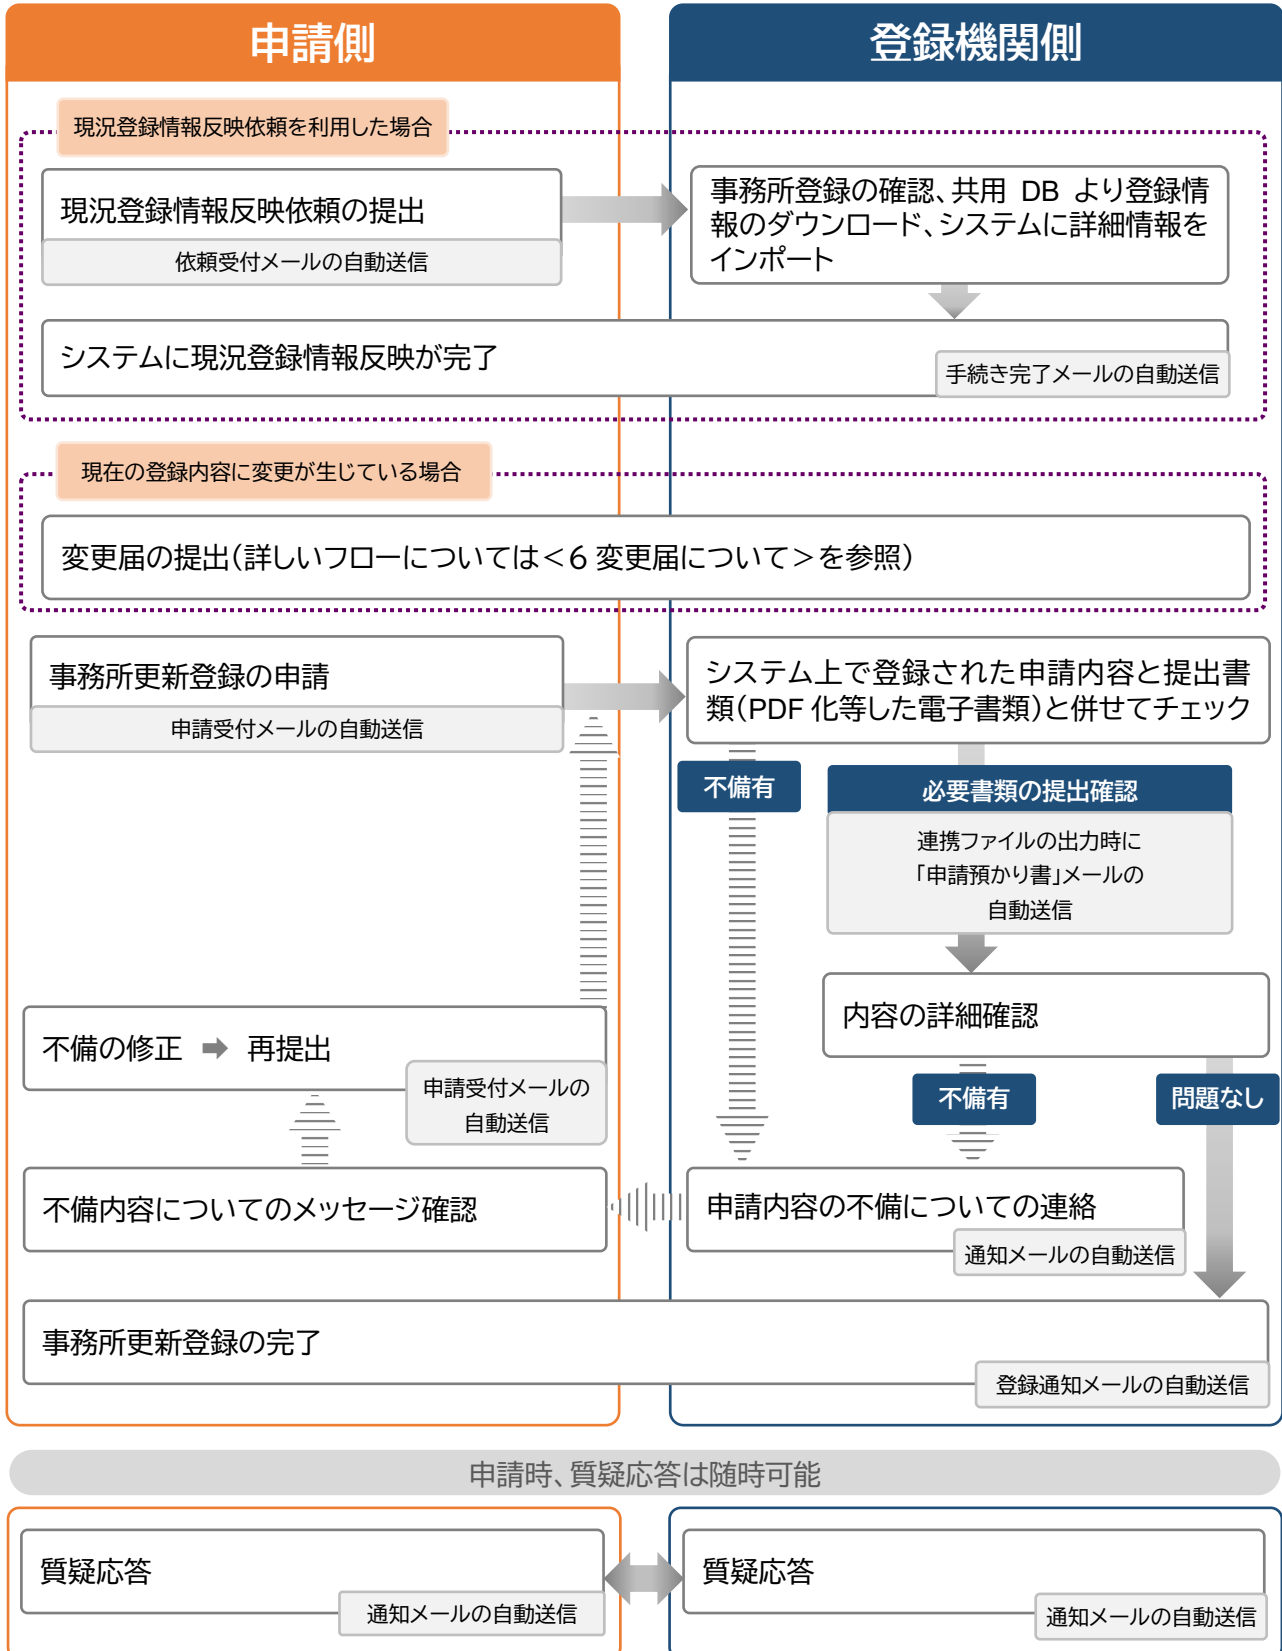 申請側
登録機関側
現況登録情報反映依頼を利用した場合
現況登録情報反映依頼の提出
依頼受付メールの自動送信
事務所登録の確認、共用 DB より登録情
報のダウンロード、システムに詳細情報を
インポート
システムに現況登録情報反映が完了
手続き完了メールの自動送信
現在の登録内容に変更が生じている場合
変更届の提出(詳しいフローについては<6 変更届について>を参照)
事務所更新登録の申請
申請受付メールの自動送信
システム上で登録された申請内容と提出書
類(PDF 化等した電子書類)と併せてチェック
不備有
必要書類の提出確認
連携ファイルの出力時に
「申請預かり書」メールの
自動送信
内容の詳細確認
不備の修正 ➡ 再提出
申請受付メールの
自動送信
不備有
問題なし
不備内容についてのメッセージ確認
申請内容の不備についての連絡
通知メールの自動送信
事務所更新登録の完了
登録通知メールの自動送信
申請時、質疑応答は随時可能
質疑応答
通知メールの自動送信
質疑応答
通知メールの自動送信